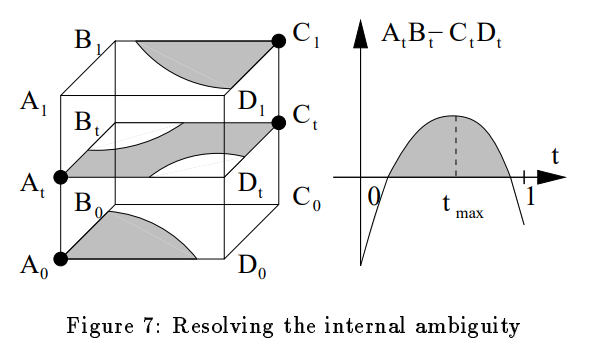 B₁ C₁
A₁ D₁
Bₜ Cₜ
Aₜ Dₜ
B₀ C₀
A₀ D₀
AₜBₜ− CₜDₜ
t
0 1
t max
Figure 7: Resolving the internal ambiguity